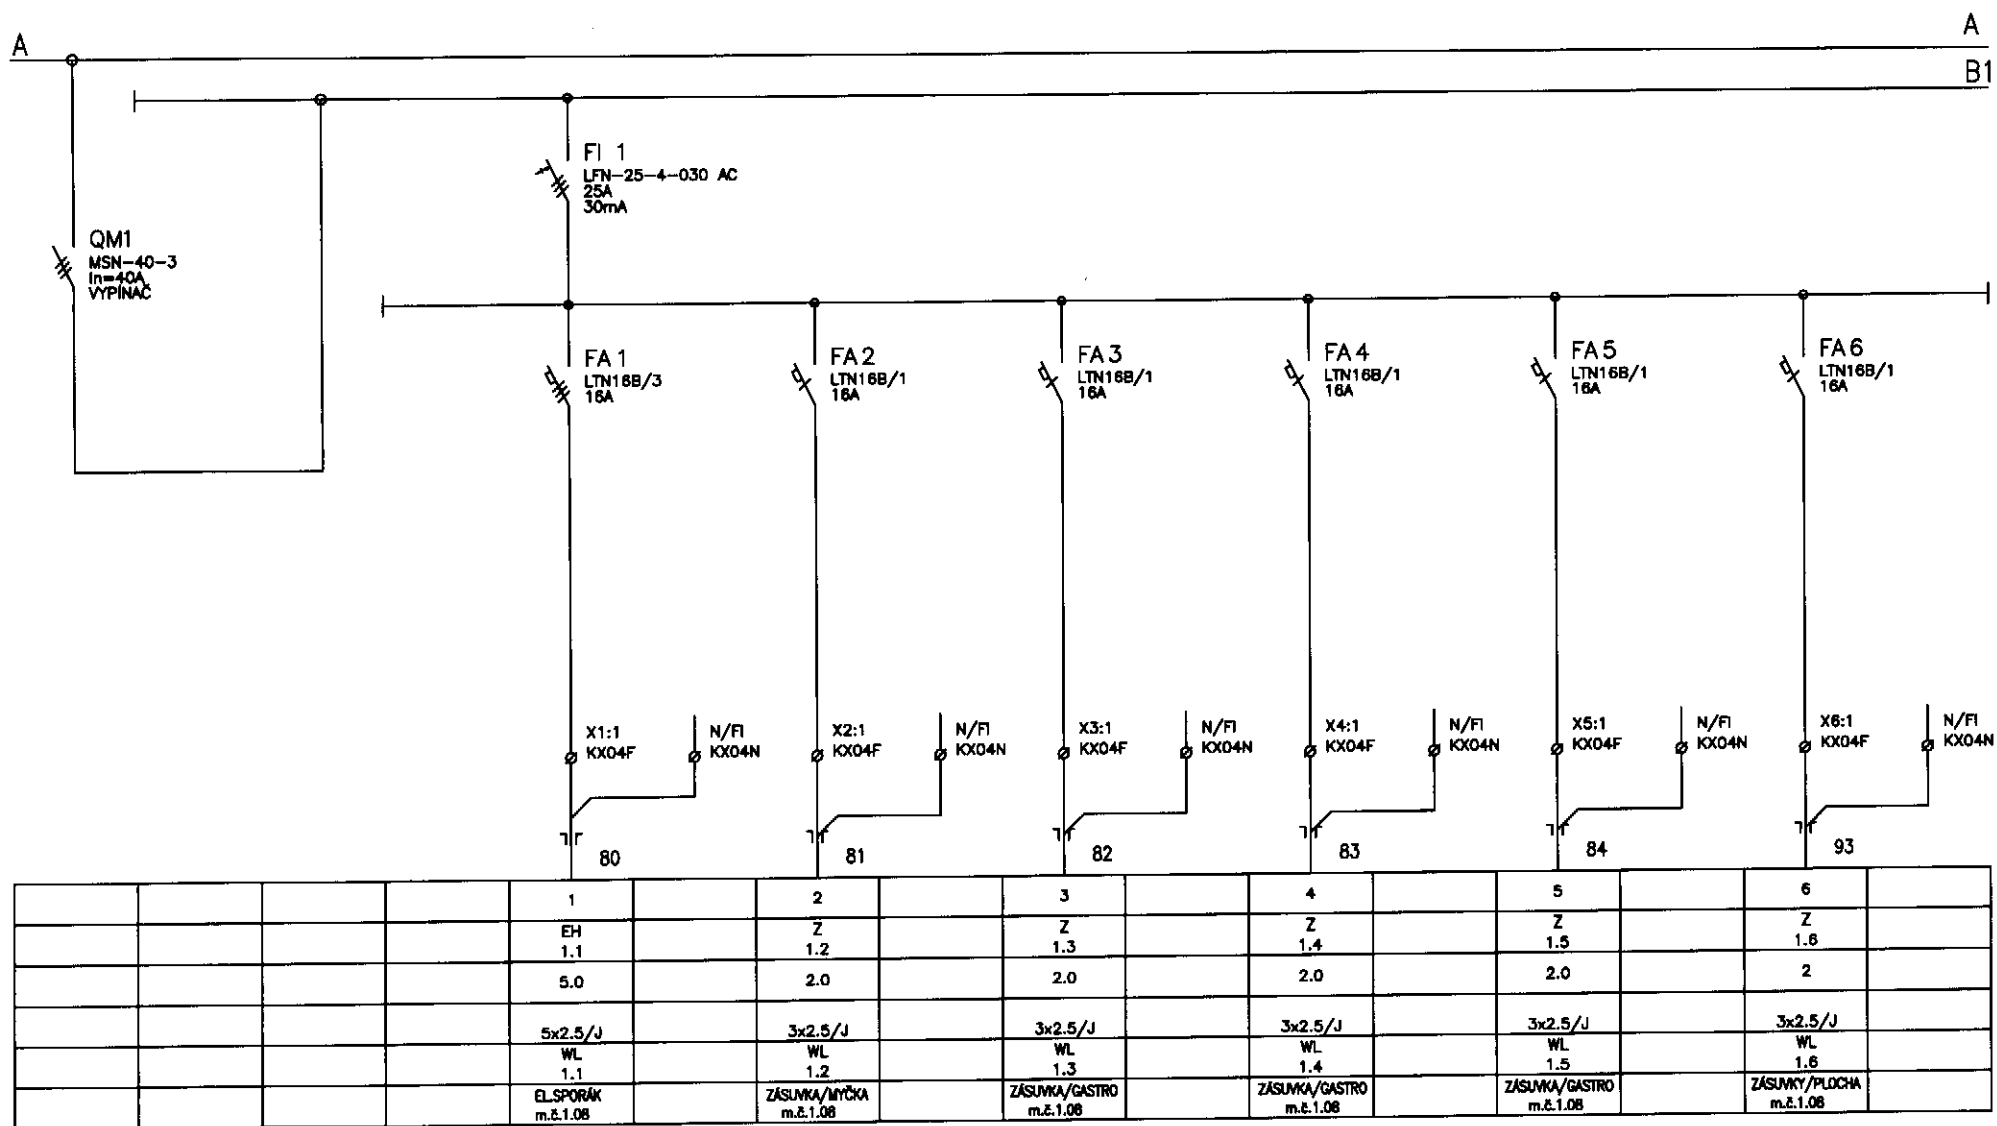 A
A
B1
FI 1
LFN-25-4-030 AC
25A
30mA
QM1
MSN-40-3
In=40A
VYPÍNAČ
FA 1
LTN16B/3
16A
FA 2
LTN16B/1
16A
FA 3
LTN16B/1
16A
FA 4
LTN16B/1
16A
FA 5
LTN16B/1
16A
FA 6
LTN16B/1
16A
X1:1
KX04F
N/FI
KX04N
X2:1
KX04F
N/FI
KX04N
X3:1
KX04F
N/FI
KX04N
X4:1
KX04F
N/FI
KX04N
X5:1
KX04F
N/FI
KX04N
X6:1
KX04F
N/FI
KX04N
80
81
82
83
84
93
1 2 3 4 5 6
EH Z Z Z Z Z
1.1 1.2 1.3 1.4 1.5 1.6
5.0 2.0 2.0 2.0 2.0 2
5x2.5/J 3x2.5/J 3x2.5/J 3x2.5/J 3x2.5/J 3x2.5/J
WL WL WL WL WL WL
1.1 1.2 1.3 1.4 1.5 1.6
EL.SPORÁK ZÁSUVKA/MYČKA ZÁSUVKA/GASTRO ZÁSUVKA/GASTRO ZÁSUVKA/GASTRO ZÁSUVKY/PLOCHA
m.č.1.08 m.č.1.08 m.č.1.08 m.č.1.08 m.č.1.08 m.č.1.08